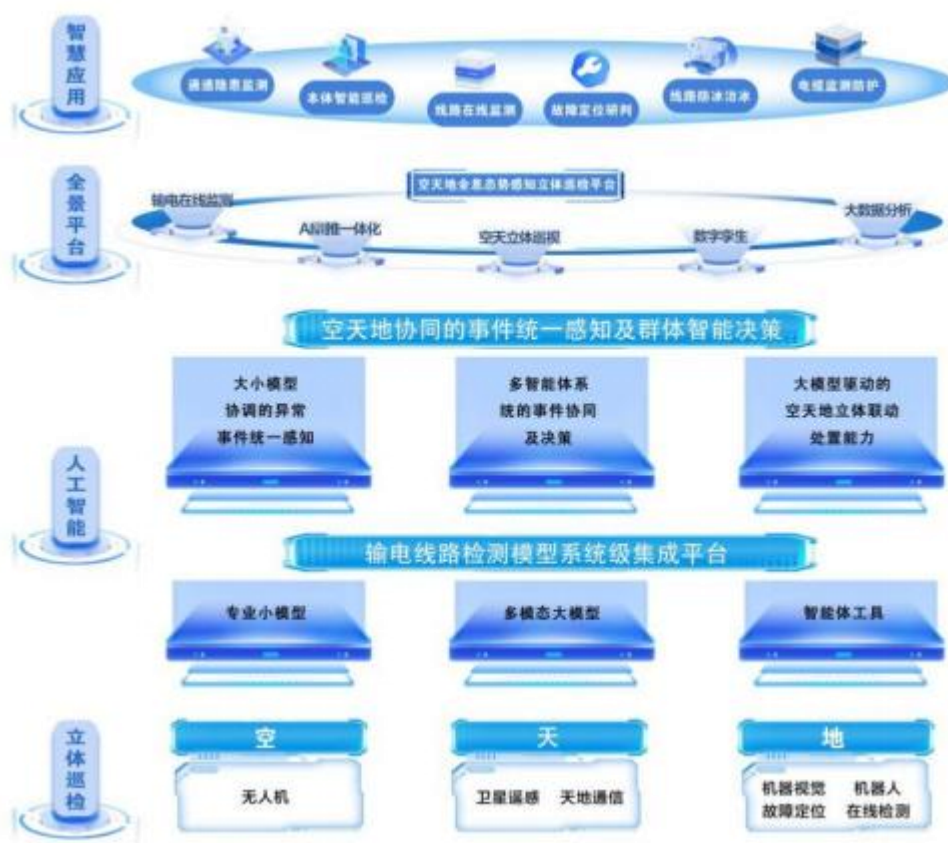 智慧应用
通道隐患监测
本体智能巡检
线路在线监测
故障定位研判
线路防冰治冰
电缆监测防护
全景平台
空天地全息态势感知立体巡检平台
输电在线监测
AI训推一体化
空天立体巡视
数字孪生
大数据分析
人工智能
空天地协同的事件统一感知及群体智能决策
大小模型
协调的异常
事件统一感知
多智能体系
统的事件协同
及决策
大模型驱动的
空天地立体联动
处置能力
输电线路检测模型系统级集成平台
专业小模型
多模态大模型
智能体工具
立体巡检
空
天
地
无人机
卫星遥感 天地通信
机器视觉 机器人
故障定位 在线检测